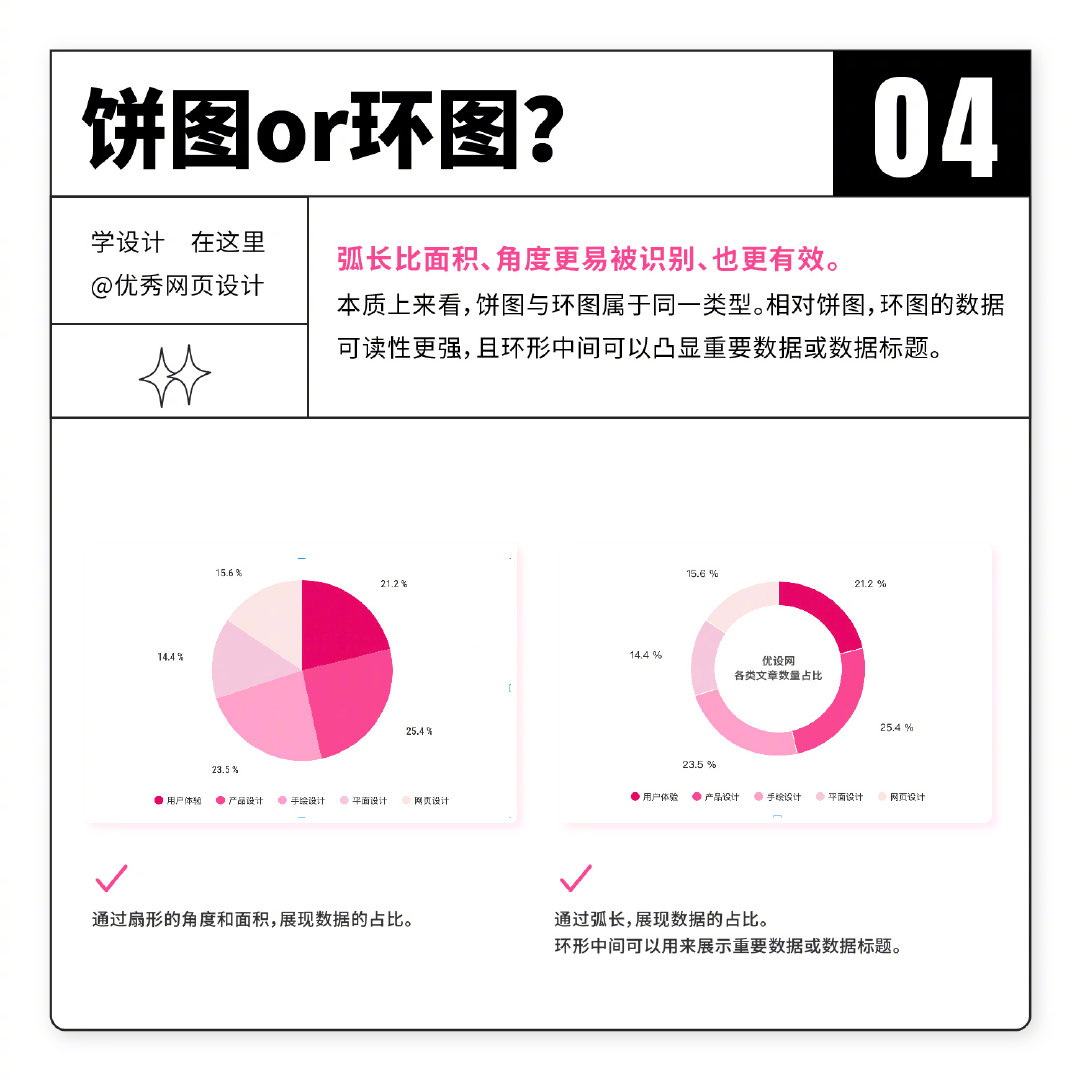 饼图or环图？
04
学设计　在这里
@优秀网页设计
弧长比面积、角度更易被识别、也更有效。
本质上来看，饼图与环图属于同一类型。相对饼图，环图的数据
可读性更强，且环形中间可以凸显重要数据或数据标题。
15.6 %
21.2 %
14.4 %
25.4 %
23.5 %
用户体验 产品设计 手绘设计 平面设计 网页设计
15.6 %
21.2 %
14.4 %
优设网
各类文章数量占比
25.4 %
23.5 %
用户体验 产品设计 手绘设计 平面设计 网页设计
通过扇形的角度和面积，展现数据的占比。
通过弧长，展现数据的占比。
环形中间可以用来展示重要数据或数据标题。